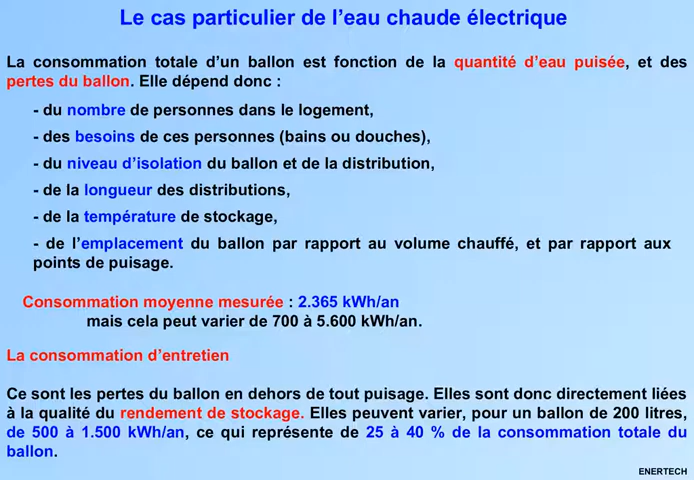 Le cas particulier de l'eau chaude électrique
La consommation totale d'un ballon est fonction de la quantité d'eau puisée, et des
pertes du ballon. Elle dépend donc :
- du nombre de personnes dans le logement,
- des besoins de ces personnes (bains ou douches),
- du niveau d'isolation du ballon et de la distribution,
- de la longueur des distributions,
- de la température de stockage,
- de l'emplacement du ballon par rapport au volume chauffé, et par rapport aux
points de puisage.
Consommation moyenne mesurée : 2.365 kWh/an
mais cela peut varier de 700 à 5.600 kWh/an.
La consommation d'entretien
Ce sont les pertes du ballon en dehors de tout puisage. Elles sont donc directement liées
à la qualité du rendement de stockage. Elles peuvent varier, pour un ballon de 200 litres,
de 500 à 1.500 kWh/an, ce qui représente de 25 à 40 % de la consommation totale du
ballon.
ENERTECH